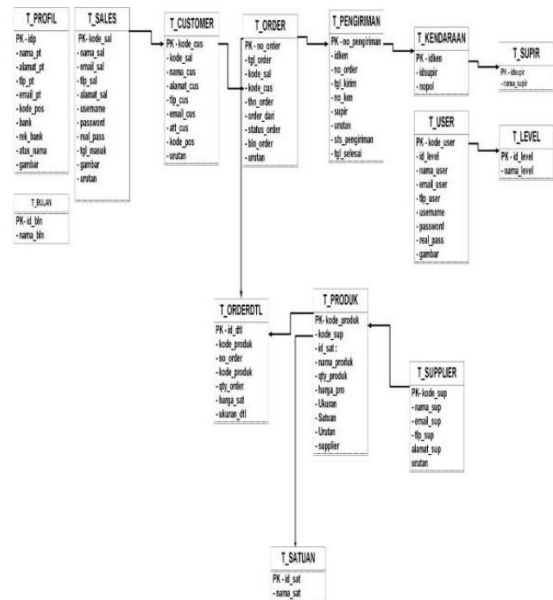 T_PROFIL
PK - idp
- nama_pt
- alamat_pt
- tlp_pt
- email_pt
- kode_pos
- bank
- rek_bank
- atas_nama
- gambar
T_BULAN
PK - id_bln
- nama_bln
T_SALES
PK- kode_sal
- nama_sal
- email_sal
- tlp_sal
- alamat_sal
- username
- password
- real_pass
- tgl_masuk
- gambar
- urutan
T_CUSTOMER
PK - kode_cus
- kode_sal
- nama_cus
- alamat_cus
- tlp_cus
- email_cus
- att_cus
- kode_pos
- urutan
T_ORDER
PK - no_order
- tgl_order
- kode_sal
- kode_cus
- thn_order
- order_dari
- status_order
- bln_order
- urutan
T_PENGIRIMAN
PK - no_pengiriman
- idken
- no_order
- tgl_kirim
- no_ken
- supir
- urutan
- sts_pengiriman
- tgl_selesai
T_KENDARAAN
PK - idken
- idsupir
- nopol
T_SUPIR
PK - idsupir
- nama_supir
T_USER
PK - kode_user
- id_level
- nama_user
- email_user
- tlp_user
- username
- password
- real_pass
- gambar
T_LEVEL
PK - id_level
- nama_level
T_ORDERDTL
PK - id_dtl
- kode_produk
- no_order
- kode_produk
- qty_order
- harga_sat
- ukuran_dtl
T_PRODUK
PK- kode_produk
- kode_sup
- id_sat :
- nama_produk
- qty_produk
- harga_pro
- Ukuran
- Satuan
- Urutan
- supplier
T_SUPPLIER
PK- kode_sup
- nama_sup
- email_sup
- tlp_sup
alamat_sup
urutan
T_SATUAN
PK - id_sat
- nama_sat